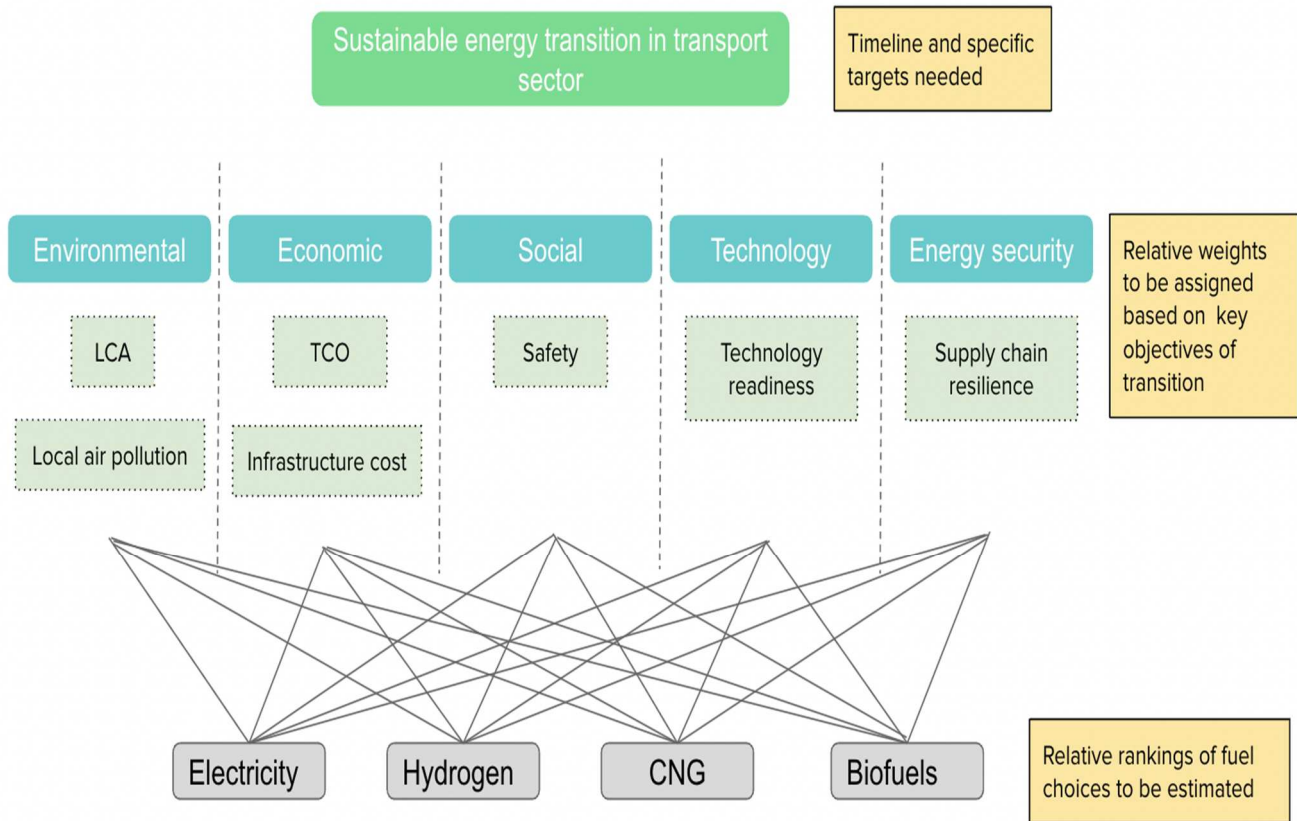 Sustainable energy transition in transport
sector
Timeline and specific
targets needed
Environmental
Economic
Social
Technology
Energy security
Relative weights
to be assigned
based on key
objectives of
transition
LCA
TCO
Safety
Technology
readiness
Supply chain
resilience
Local air pollution
Infrastructure cost
Electricity
Hydrogen
CNG
Biofuels
Relative rankings of fuel
choices to be estimated